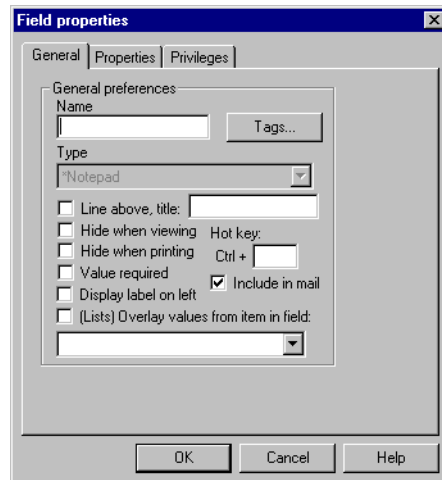 Field properties
General Properties Privileges
General preferences
Name
Tags...
Type
*Notepad
Line above, title:
Hide when viewing Hot key:
Hide when printing Ctrl +
Value required
Include in mail
Display label on left
(Lists) Overlay values from item in field:
OK Cancel Help